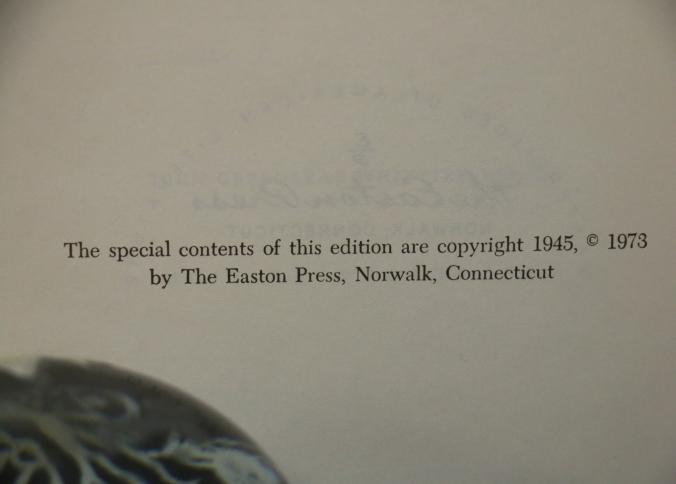 The special contents of this edition are copyright 1945, © 1973
by The Easton Press, Norwalk, Connecticut